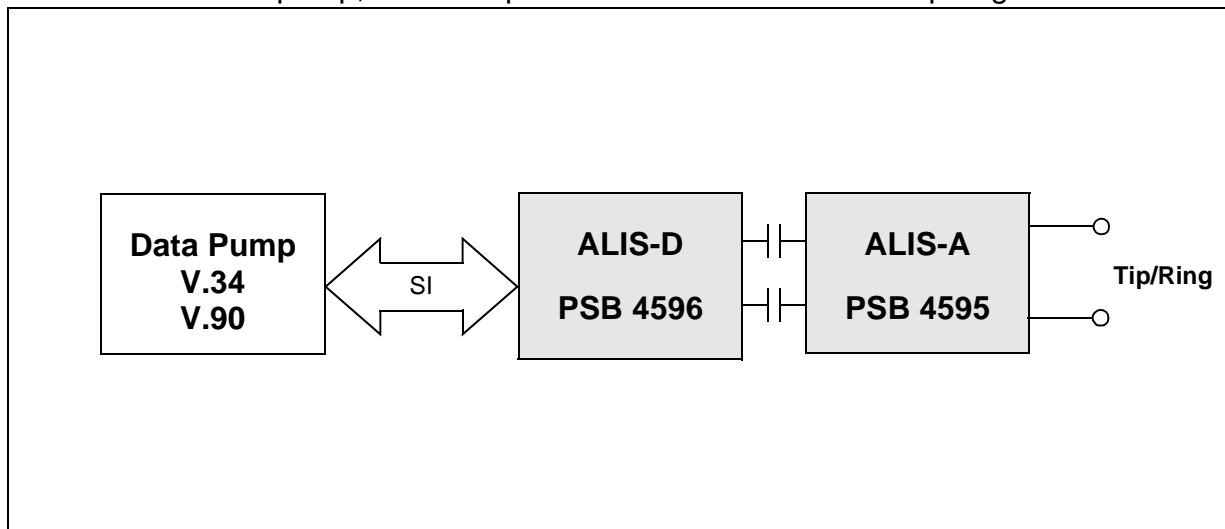 Data Pump
V.34
V.90
SI
ALIS-D
PSB 4596
ALIS-A
PSB 4595
Tip/Ring